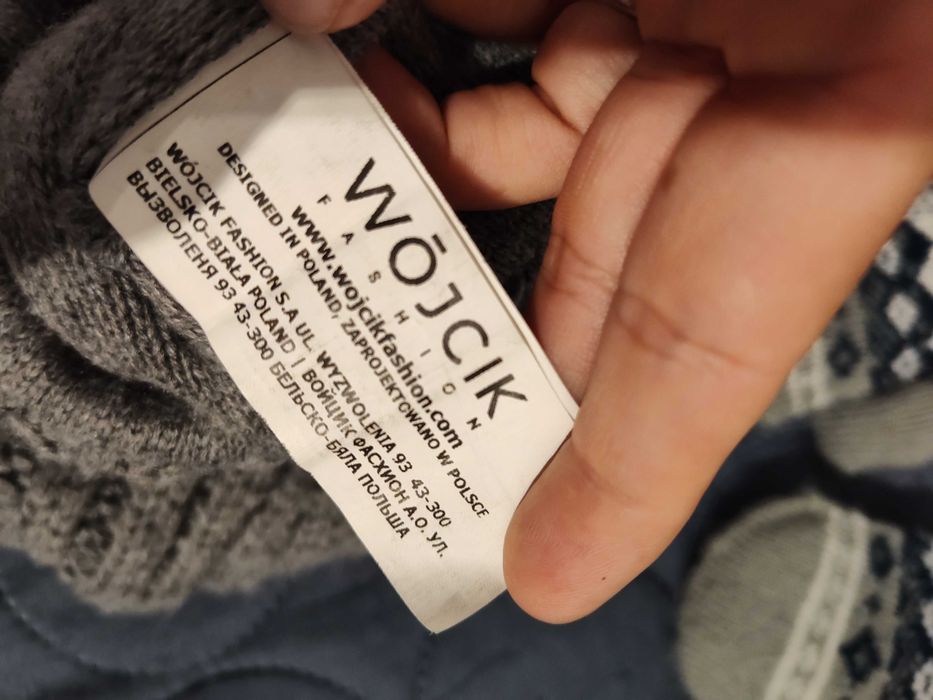 WŌJCIK
FASHION
www.wojcikfashion.com
DESIGNED IN POLAND, ZAPROJEKTOWANO W POLSCE
WÓJCIK FASHION S.A UL. WYZWOLENIA 93 43-300
BIELSKO-BIAŁA POLAND | ВОЙЦИК ФАСХИОН А.О. УЛ.
ВЫЗВОЛЕНЯ 93 43-300 БЕЛЬСКО-БЯЛА ПОЛЬША